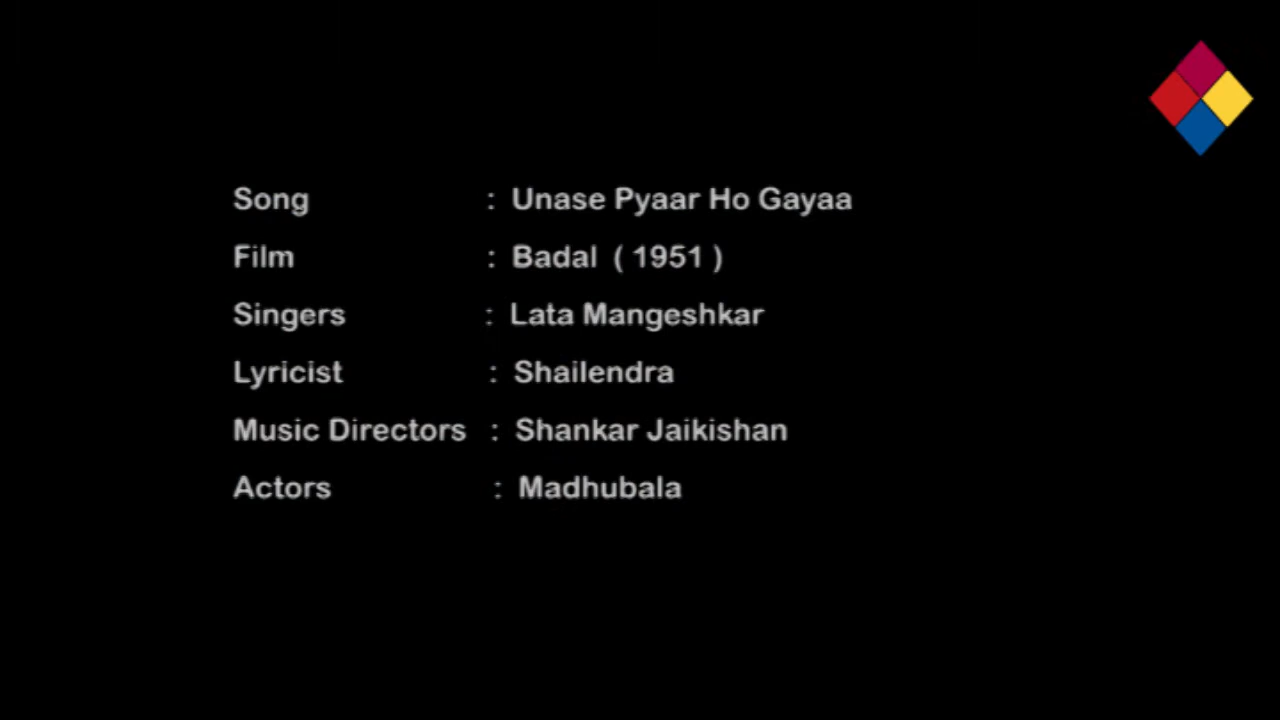 Song : Unase Pyaar Ho Gayaa
Film : Badal ( 1951 )
Singers : Lata Mangeshkar
Lyricist : Shailendra
Music Directors : Shankar Jaikishan
Actors : Madhubala